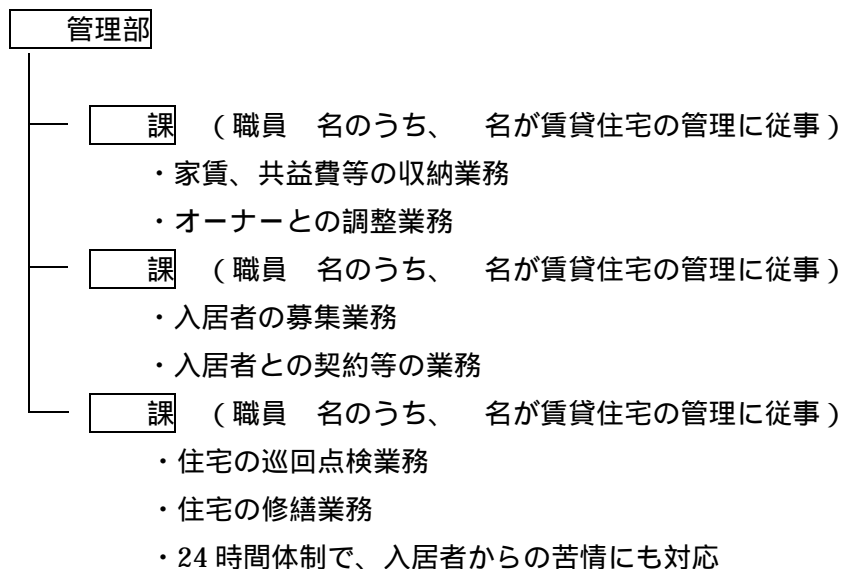 管理部
課 （職員　名のうち、　名が賃貸住宅の管理に従事）
・家賃、共益費等の収納業務
・オーナーとの調整業務
課 （職員　名のうち、　名が賃貸住宅の管理に従事）
・入居者の募集業務
・入居者との契約等の業務
課 （職員　名のうち、　名が賃貸住宅の管理に従事）
・住宅の巡回点検業務
・住宅の修繕業務
・24 時間体制で、入居者からの苦情にも対応